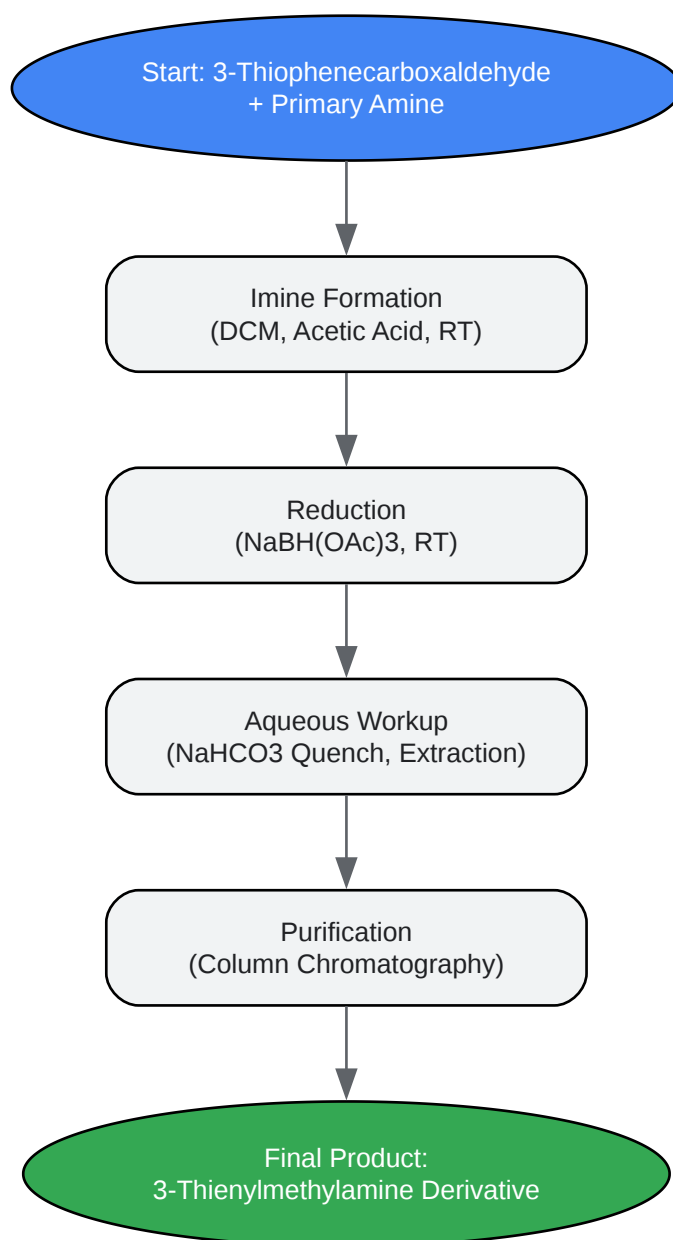 Start: 3-Thiophenecarboxaldehyde
+ Primary Amine
Imine Formation
(DCM, Acetic Acid, RT)
Reduction
(NaBH(OAc)3, RT)
Aqueous Workup
(NaHCO3 Quench, Extraction)
Purification
(Column Chromatography)
Final Product:
3-Thienylmethylamine Derivative